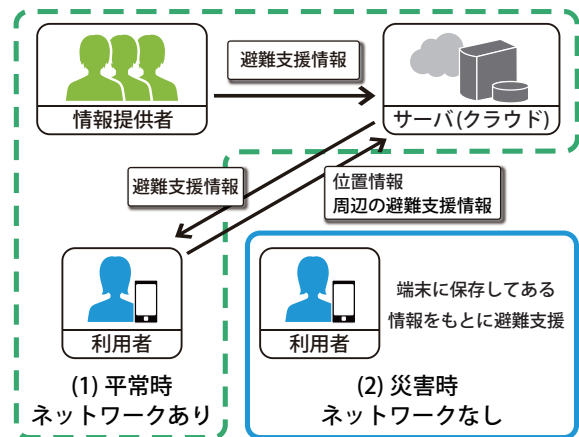 避難支援情報
情報提供者
サーバ(クラウド)
避難支援情報
位置情報
周辺の避難支援情報
利用者
利用者
端末に保存してある
情報をもとに避難支援
(1) 平常時
ネットワークあり
(2) 災害時
ネットワークなし